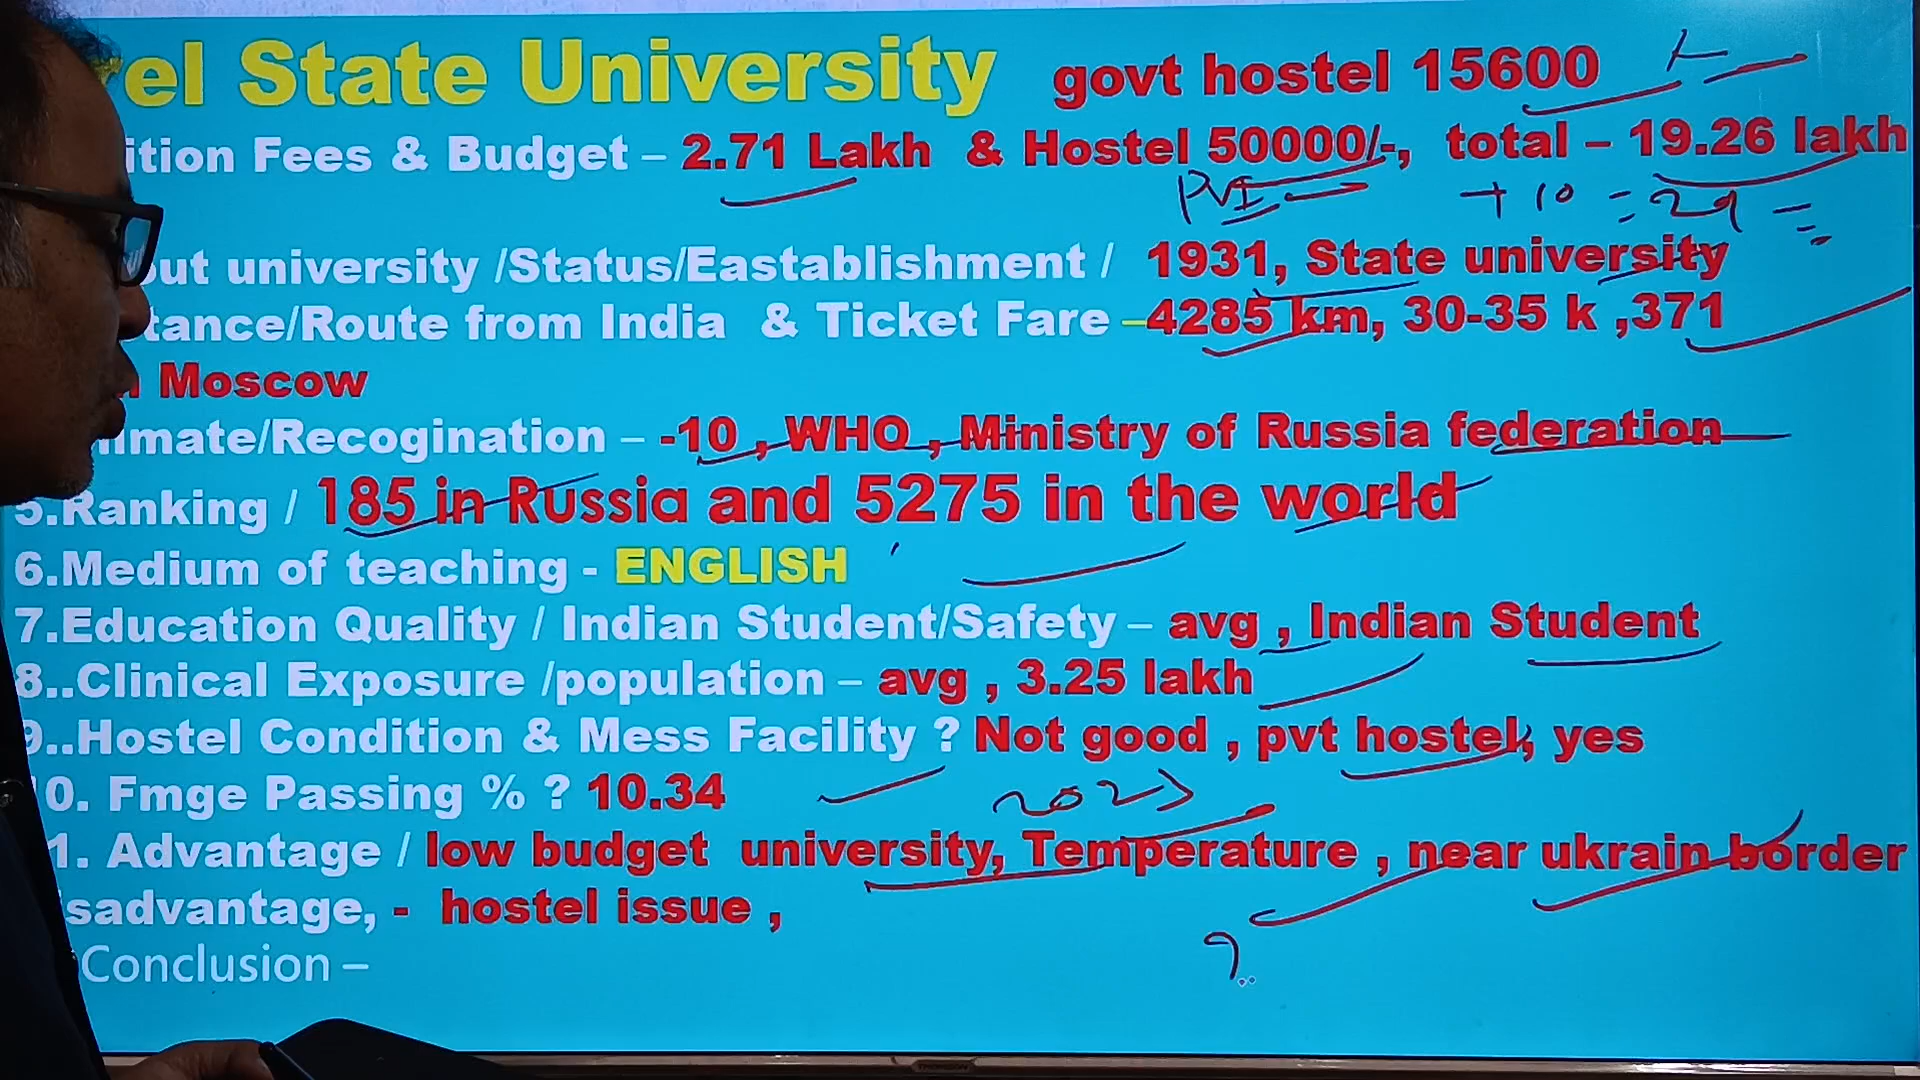 el State University govt hostel 15600
ition Fees & Budget – 2.71 Lakh & Hostel 50000/-, total – 19.26 lakh
PVT + 10 = 29 =
out university /Status/Eastablishment / 1931, State university
tance/Route from India & Ticket Fare –4285 km, 30-35 k ,371
Moscow
imate/Recogination – -10 , WHO , Ministry of Russia federation
5.Ranking / 185 in Russia and 5275 in the world
6.Medium of teaching - ENGLISH
7.Education Quality / Indian Student/Safety – avg , Indian Student
8..Clinical Exposure /population – avg , 3.25 lakh
9..Hostel Condition & Mess Facility ? Not good , pvt hostel, yes
0. Fmge Passing % ? 10.34 2023
1. Advantage / low budget university, Temperature , near ukrain border
sadvantage, - hostel issue ,
Conclusion –
THOMSON